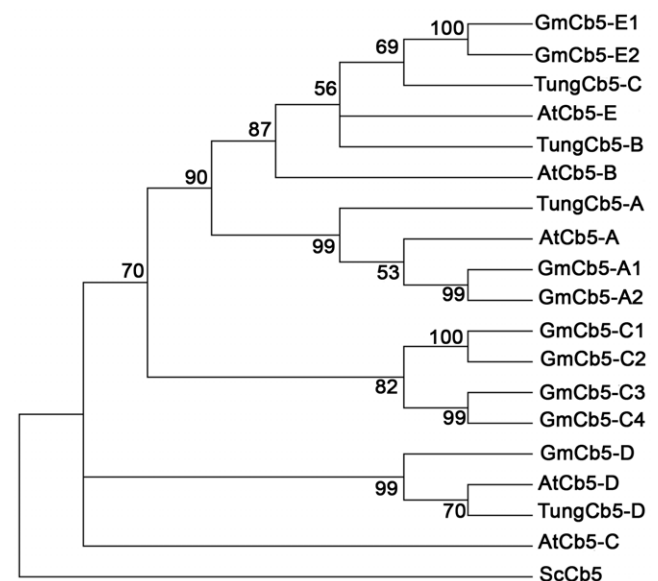 100 GmCb5-E1
69 GmCb5-E2
56 TungCb5-C
AtCb5-E
87 TungCb5-B
90 AtCb5-B
TungCb5-A
99 AtCb5-A
70 53 GmCb5-A1
99 GmCb5-A2
100 GmCb5-C1
GmCb5-C2
82 GmCb5-C3
99 GmCb5-C4
GmCb5-D
99 AtCb5-D
70 TungCb5-D
AtCb5-C
ScCb5